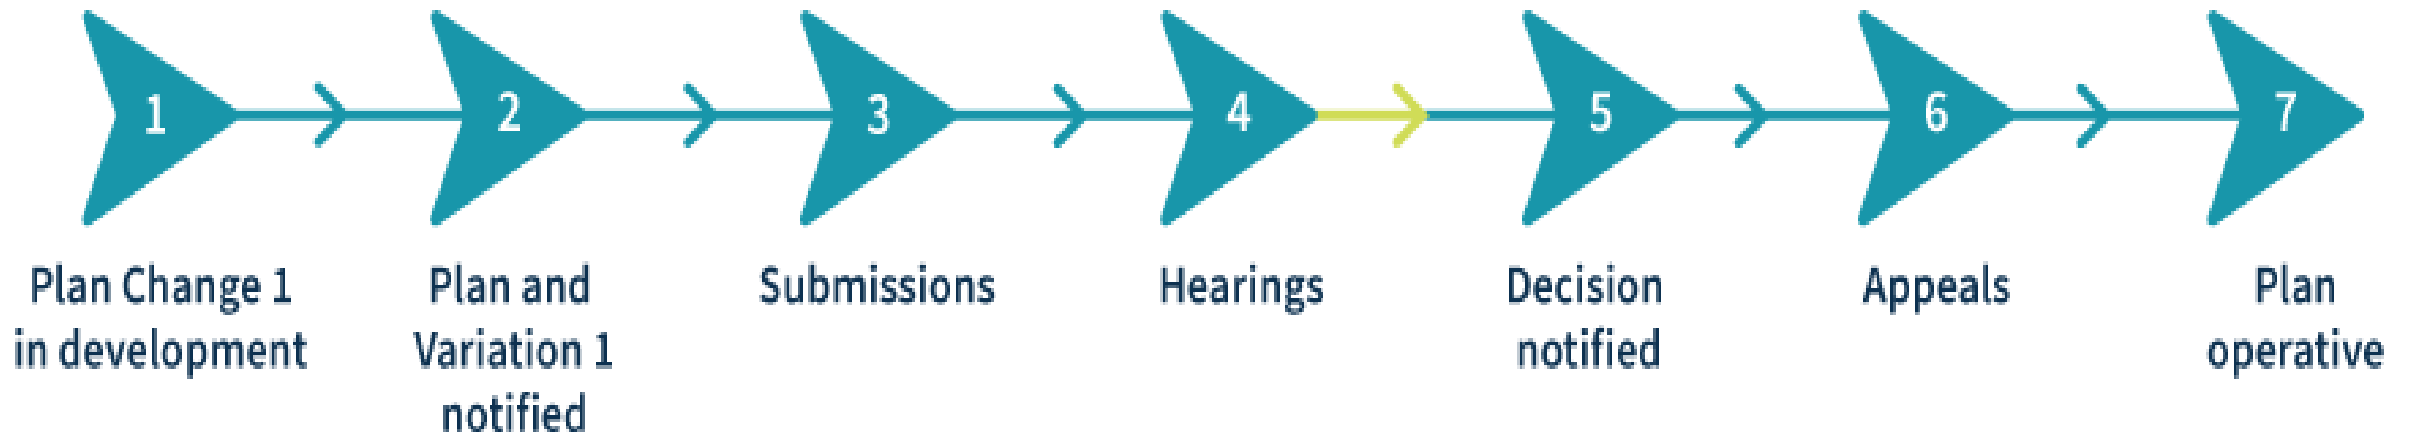 1
2
3
4
5
6
7
Plan Change 1
in development
Plan and
Variation 1
notified
Submissions
Hearings
Decision
notified
Appeals
Plan
operative